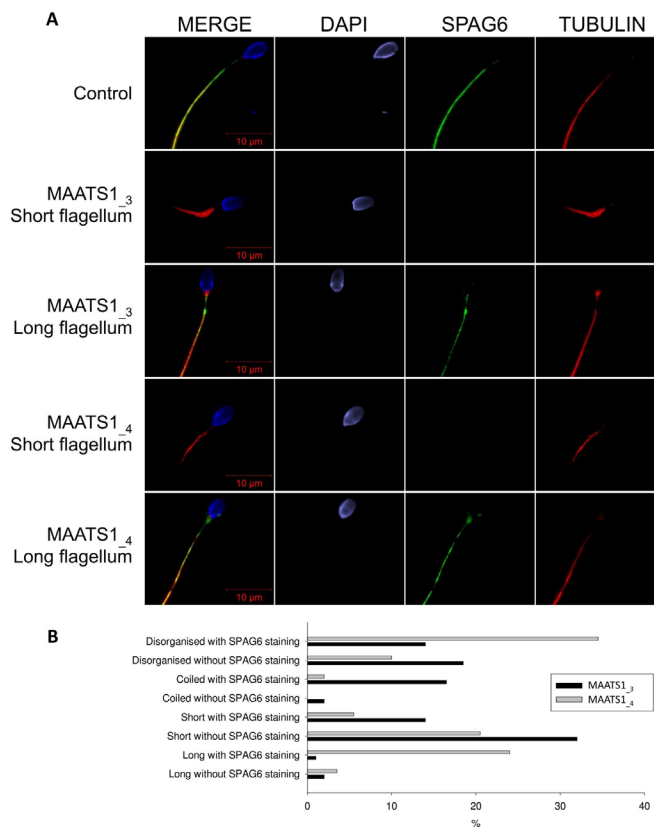 A
MERGE DAPI SPAG6 TUBULIN
Control
10 µm
MAATS1_3
Short flagellum
10 µm
MAATS1_3
Long flagellum
10 µm
MAATS1_4
Short flagellum
10 µm
MAATS1_4
Long flagellum
10 µm
B
Disorganised with SPAG6 staining
Disorganised without SPAG6 staining
Coiled with SPAG6 staining
Coiled without SPAG6 staining
Short with SPAG6 staining
Short without SPAG6 staining
Long with SPAG6 staining
Long without SPAG6 staining
MAATS1_3
MAATS1_4
0 10 20 30 40
%